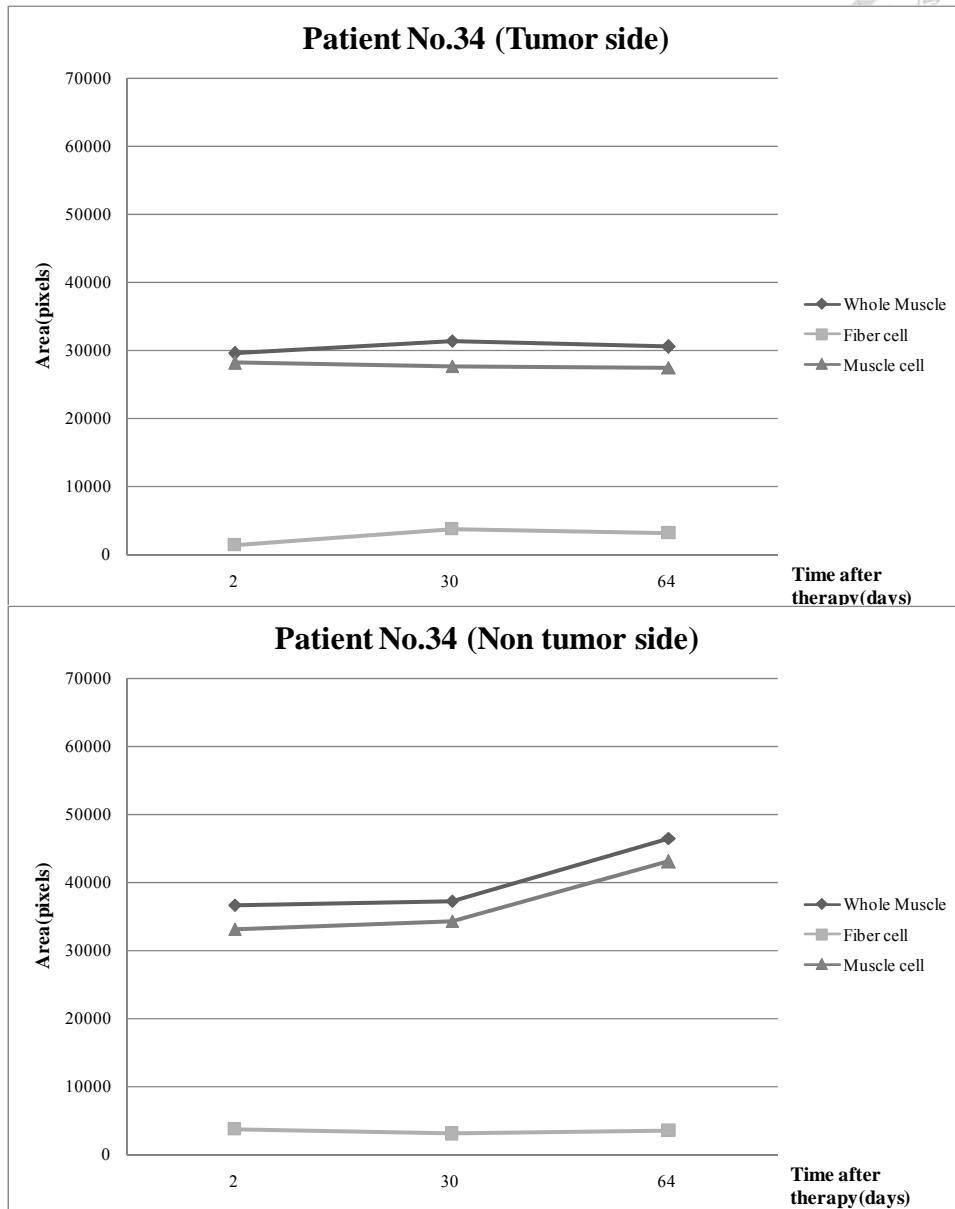 Patient No.34 (Tumor side)
70000
60000
50000
40000
30000
20000
10000
0
Area(pixels)
2 30 64
Time after
therapy(days)
Whole Muscle
Fiber cell
Muscle cell
Patient No.34 (Non tumor side)
70000
60000
50000
40000
30000
20000
10000
0
Area(pixels)
2 30 64
Time after
therapy(days)
Whole Muscle
Fiber cell
Muscle cell